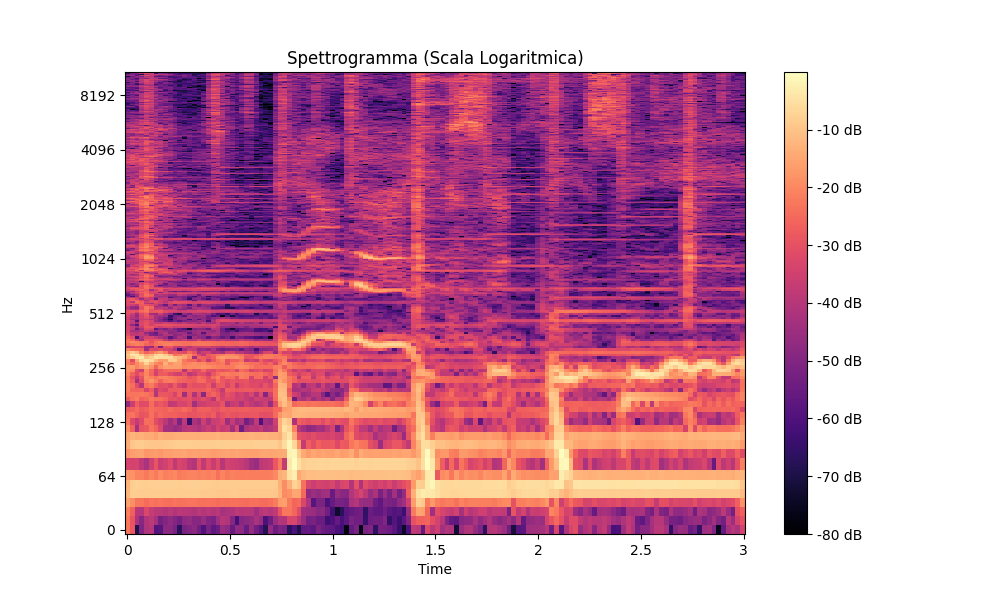 Spettrogramma (Scala Logaritmica)
8192
4096
2048
1024
512
256
128
64
0
Hz
0
0.5
1
1.5
2
2.5
3
Time
-10 dB
-20 dB
-30 dB
-40 dB
-50 dB
-60 dB
-70 dB
-80 dB